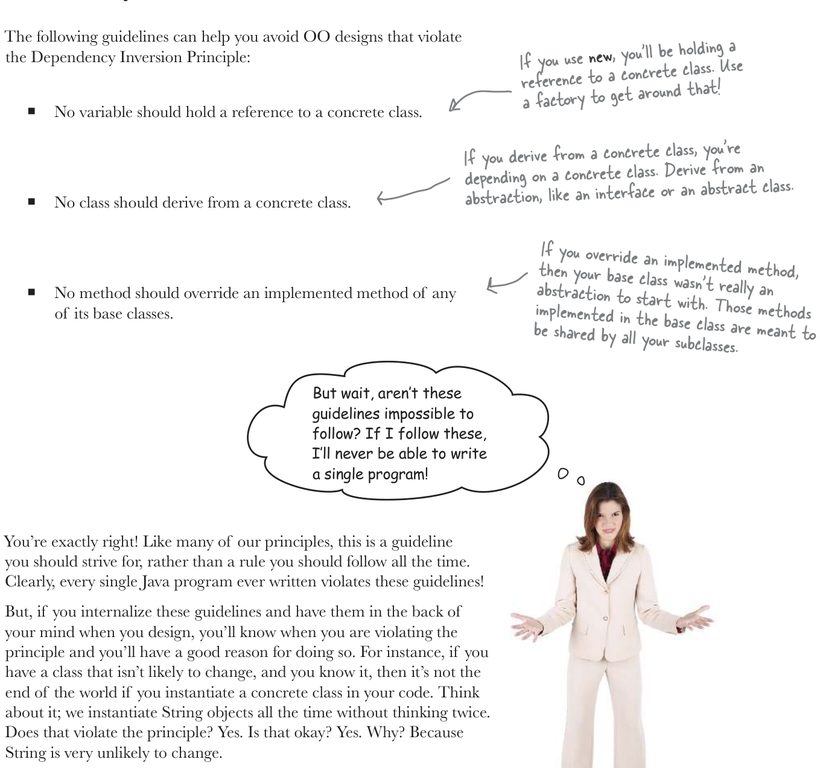 The following guidelines can help you avoid OO designs that violate
the Dependency Inversion Principle:
If you use new, you'll be holding a
reference to a concrete class. Use
a factory to get around that!
▪ No variable should hold a reference to a concrete class.
If you derive from a concrete class, you're
depending on a concrete class. Derive from an
abstraction, like an interface or an abstract class.
▪ No class should derive from a concrete class.
If you override an implemented method,
then your base class wasn't really an
abstraction to start with. Those methods
implemented in the base class are meant to
be shared by all your subclasses.
▪ No method should override an implemented method of any
of its base classes.
But wait, aren't these
guidelines impossible to
follow? If I follow these,
I'll never be able to write
a single program!
You're exactly right! Like many of our principles, this is a guideline
you should strive for, rather than a rule you should follow all the time.
Clearly, every single Java program ever written violates these guidelines!
But, if you internalize these guidelines and have them in the back of
your mind when you design, you'll know when you are violating the
principle and you'll have a good reason for doing so. For instance, if you
have a class that isn't likely to change, and you know it, then it's not the
end of the world if you instantiate a concrete class in your code. Think
about it; we instantiate String objects all the time without thinking twice.
Does that violate the principle? Yes. Is that okay? Yes. Why? Because
String is very unlikely to change.